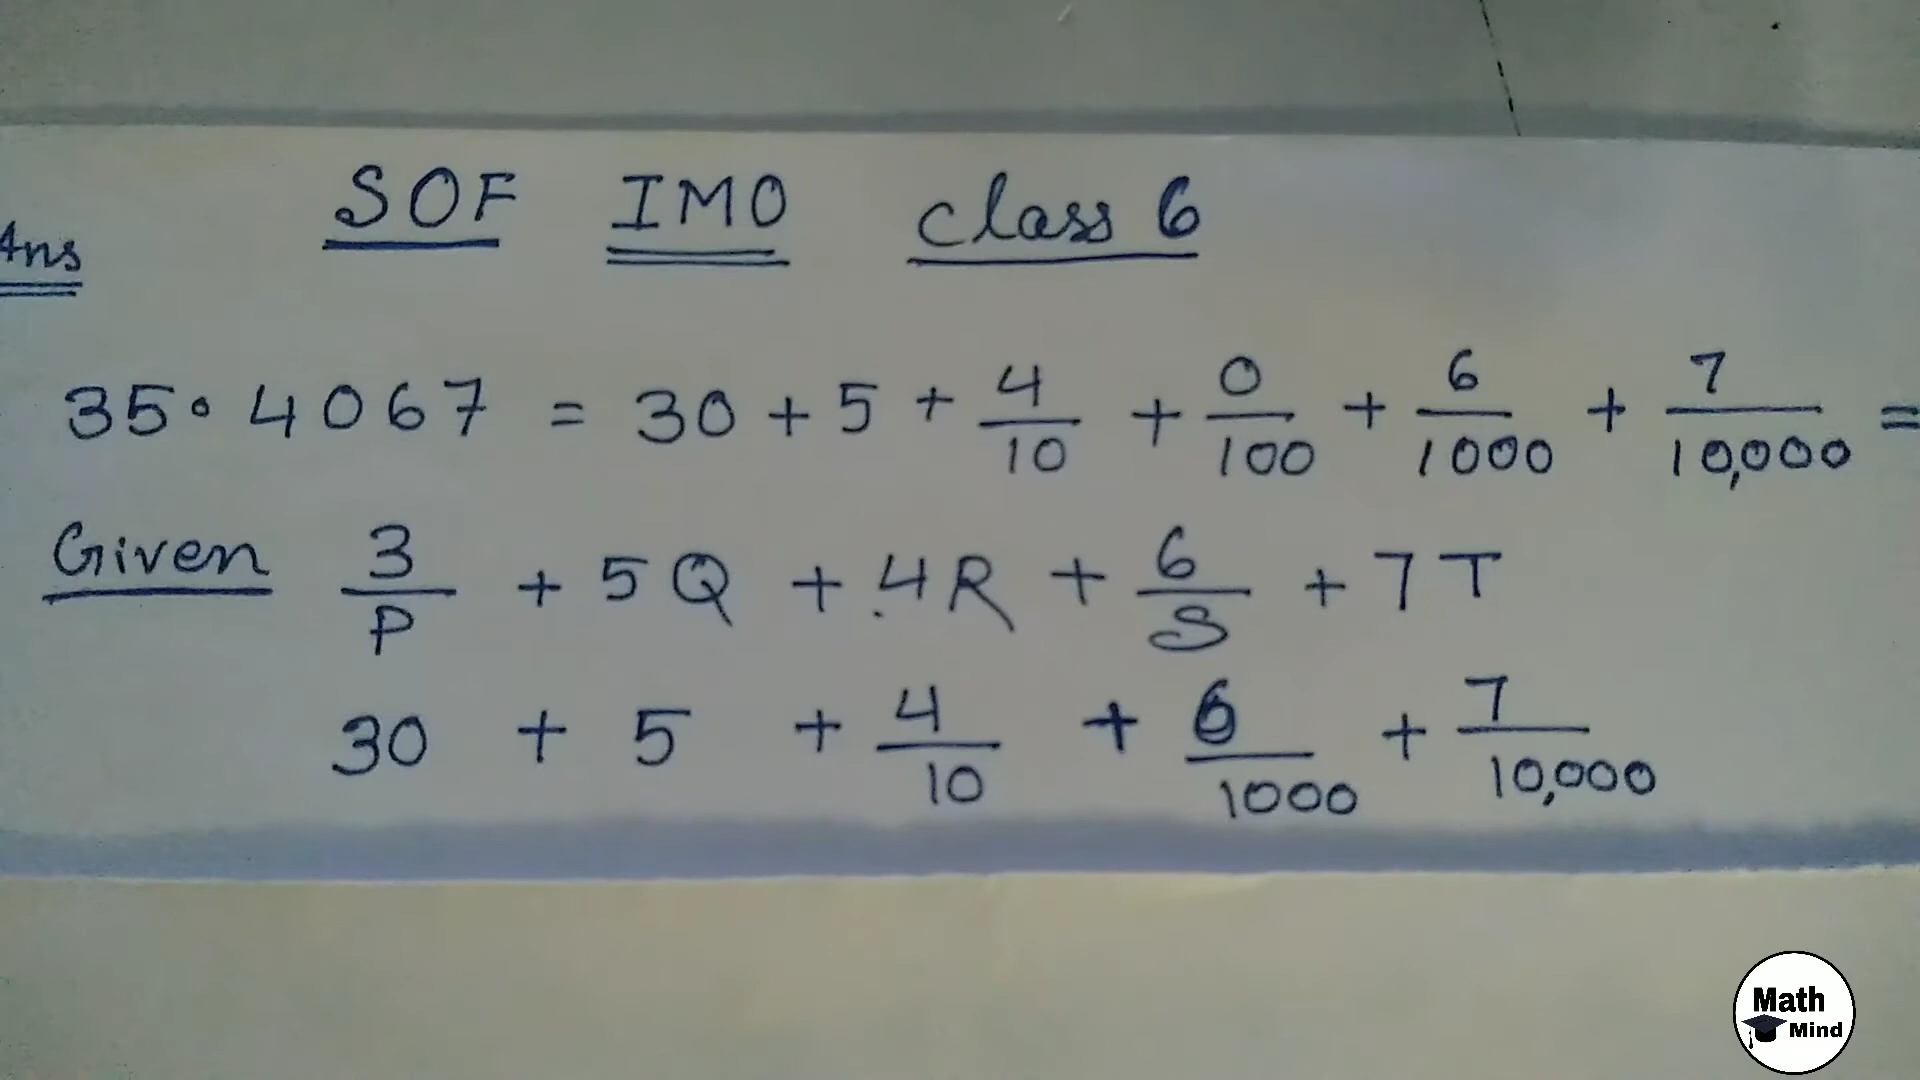 SOF IMO Class 6
Ans
35.4067 = 30 + 5 + 4/10 + 0/100 + 6/1000 + 7/10,000 =
Given 3/P + 5Q + .4R + 6/S + 7T
30 + 5 + 4/10 + 6/1000 + 7/10,000
Math
Mind